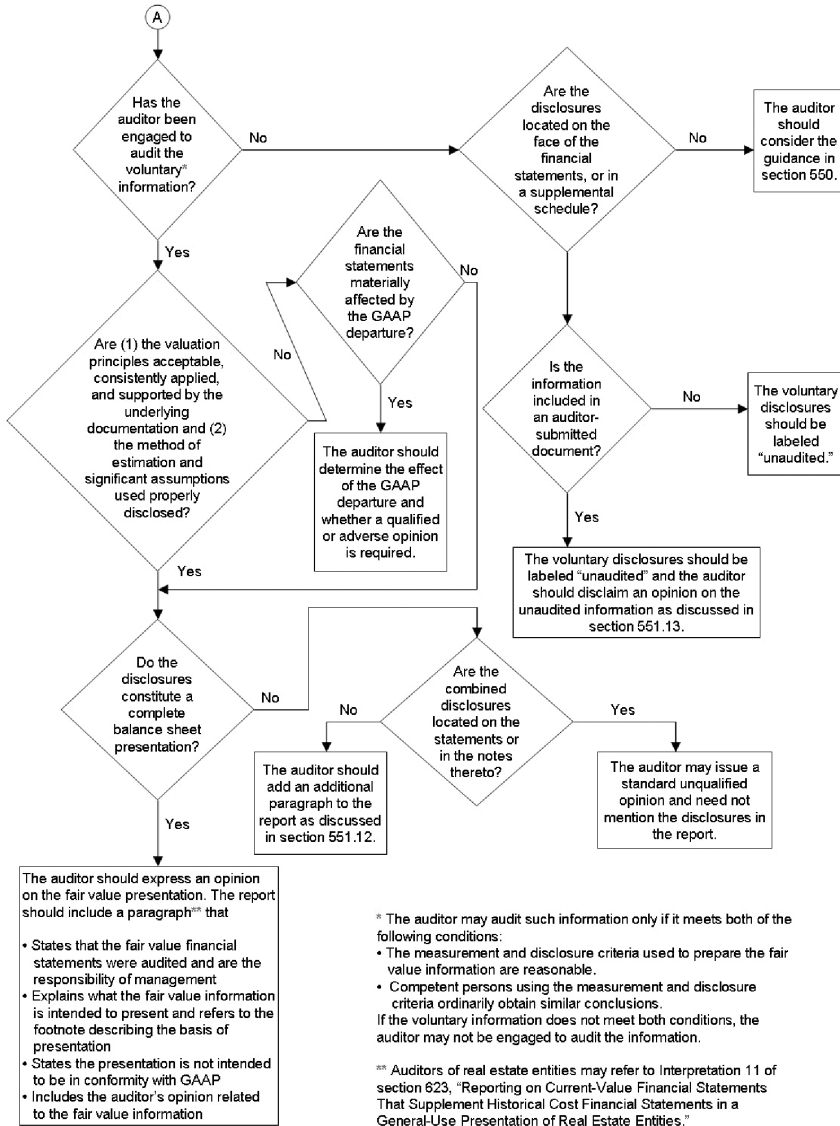 A
Has the
auditor been
engaged to
audit the
voluntary*
information?
No
Are the
disclosures
located on the
face of the
financial
statements, or in
a supplemental
schedule?
No
The auditor
should
consider the
guidance in
section 550.
Yes
Are the
financial
statements
materially
affected by
the GAAP
departure?
No
Are (1) the valuation
principles acceptable,
consistently applied,
and supported by the
underlying
documentation and (2)
the method of
estimation and
significant assumptions
used properly
disclosed?
No
Yes
The auditor should
determine the effect
of the GAAP
departure and
whether a qualified
or adverse opinion
is required.
Is the
information
included in
an auditor-
submitted
document?
No
The voluntary
disclosures
should be
labeled
“unaudited.”
Yes
The voluntary disclosures should be
labeled “unaudited” and the auditor
should disclaim an opinion on the
unaudited information as discussed in
section 551.13.
Yes
Do the
disclosures
constitute a
complete
balance sheet
presentation?
No
Are the
combined
disclosures
located on the
statements or
in the notes
thereto?
No
The auditor should
add an additional
paragraph to the
report as discussed
in section 551.12.
Yes
The auditor may issue a
standard unqualified
opinion and need not
mention the disclosures in
the report.
Yes
The auditor should express an opinion
on the fair value presentation. The report
should include a paragraph** that
• States that the fair value financial
statements were audited and are the
responsibility of management
• Explains what the fair value information
is intended to present and refers to the
footnote describing the basis of
presentation
• States the presentation is not intended
to be in conformity with GAAP
• Includes the auditor’s opinion related
to the fair value information
* The auditor may audit such information only if it meets both of the
following conditions:
• The measurement and disclosure criteria used to prepare the fair
value information are reasonable.
• Competent persons using the measurement and disclosure
criteria ordinarily obtain similar conclusions.
If the voluntary information does not meet both conditions, the
auditor may not be engaged to audit the information.
** Auditors of real estate entities may refer to Interpretation 11 of
section 623, “Reporting on Current-Value Financial Statements
That Supplement Historical Cost Financial Statements in a
General-Use Presentation of Real Estate Entities.”